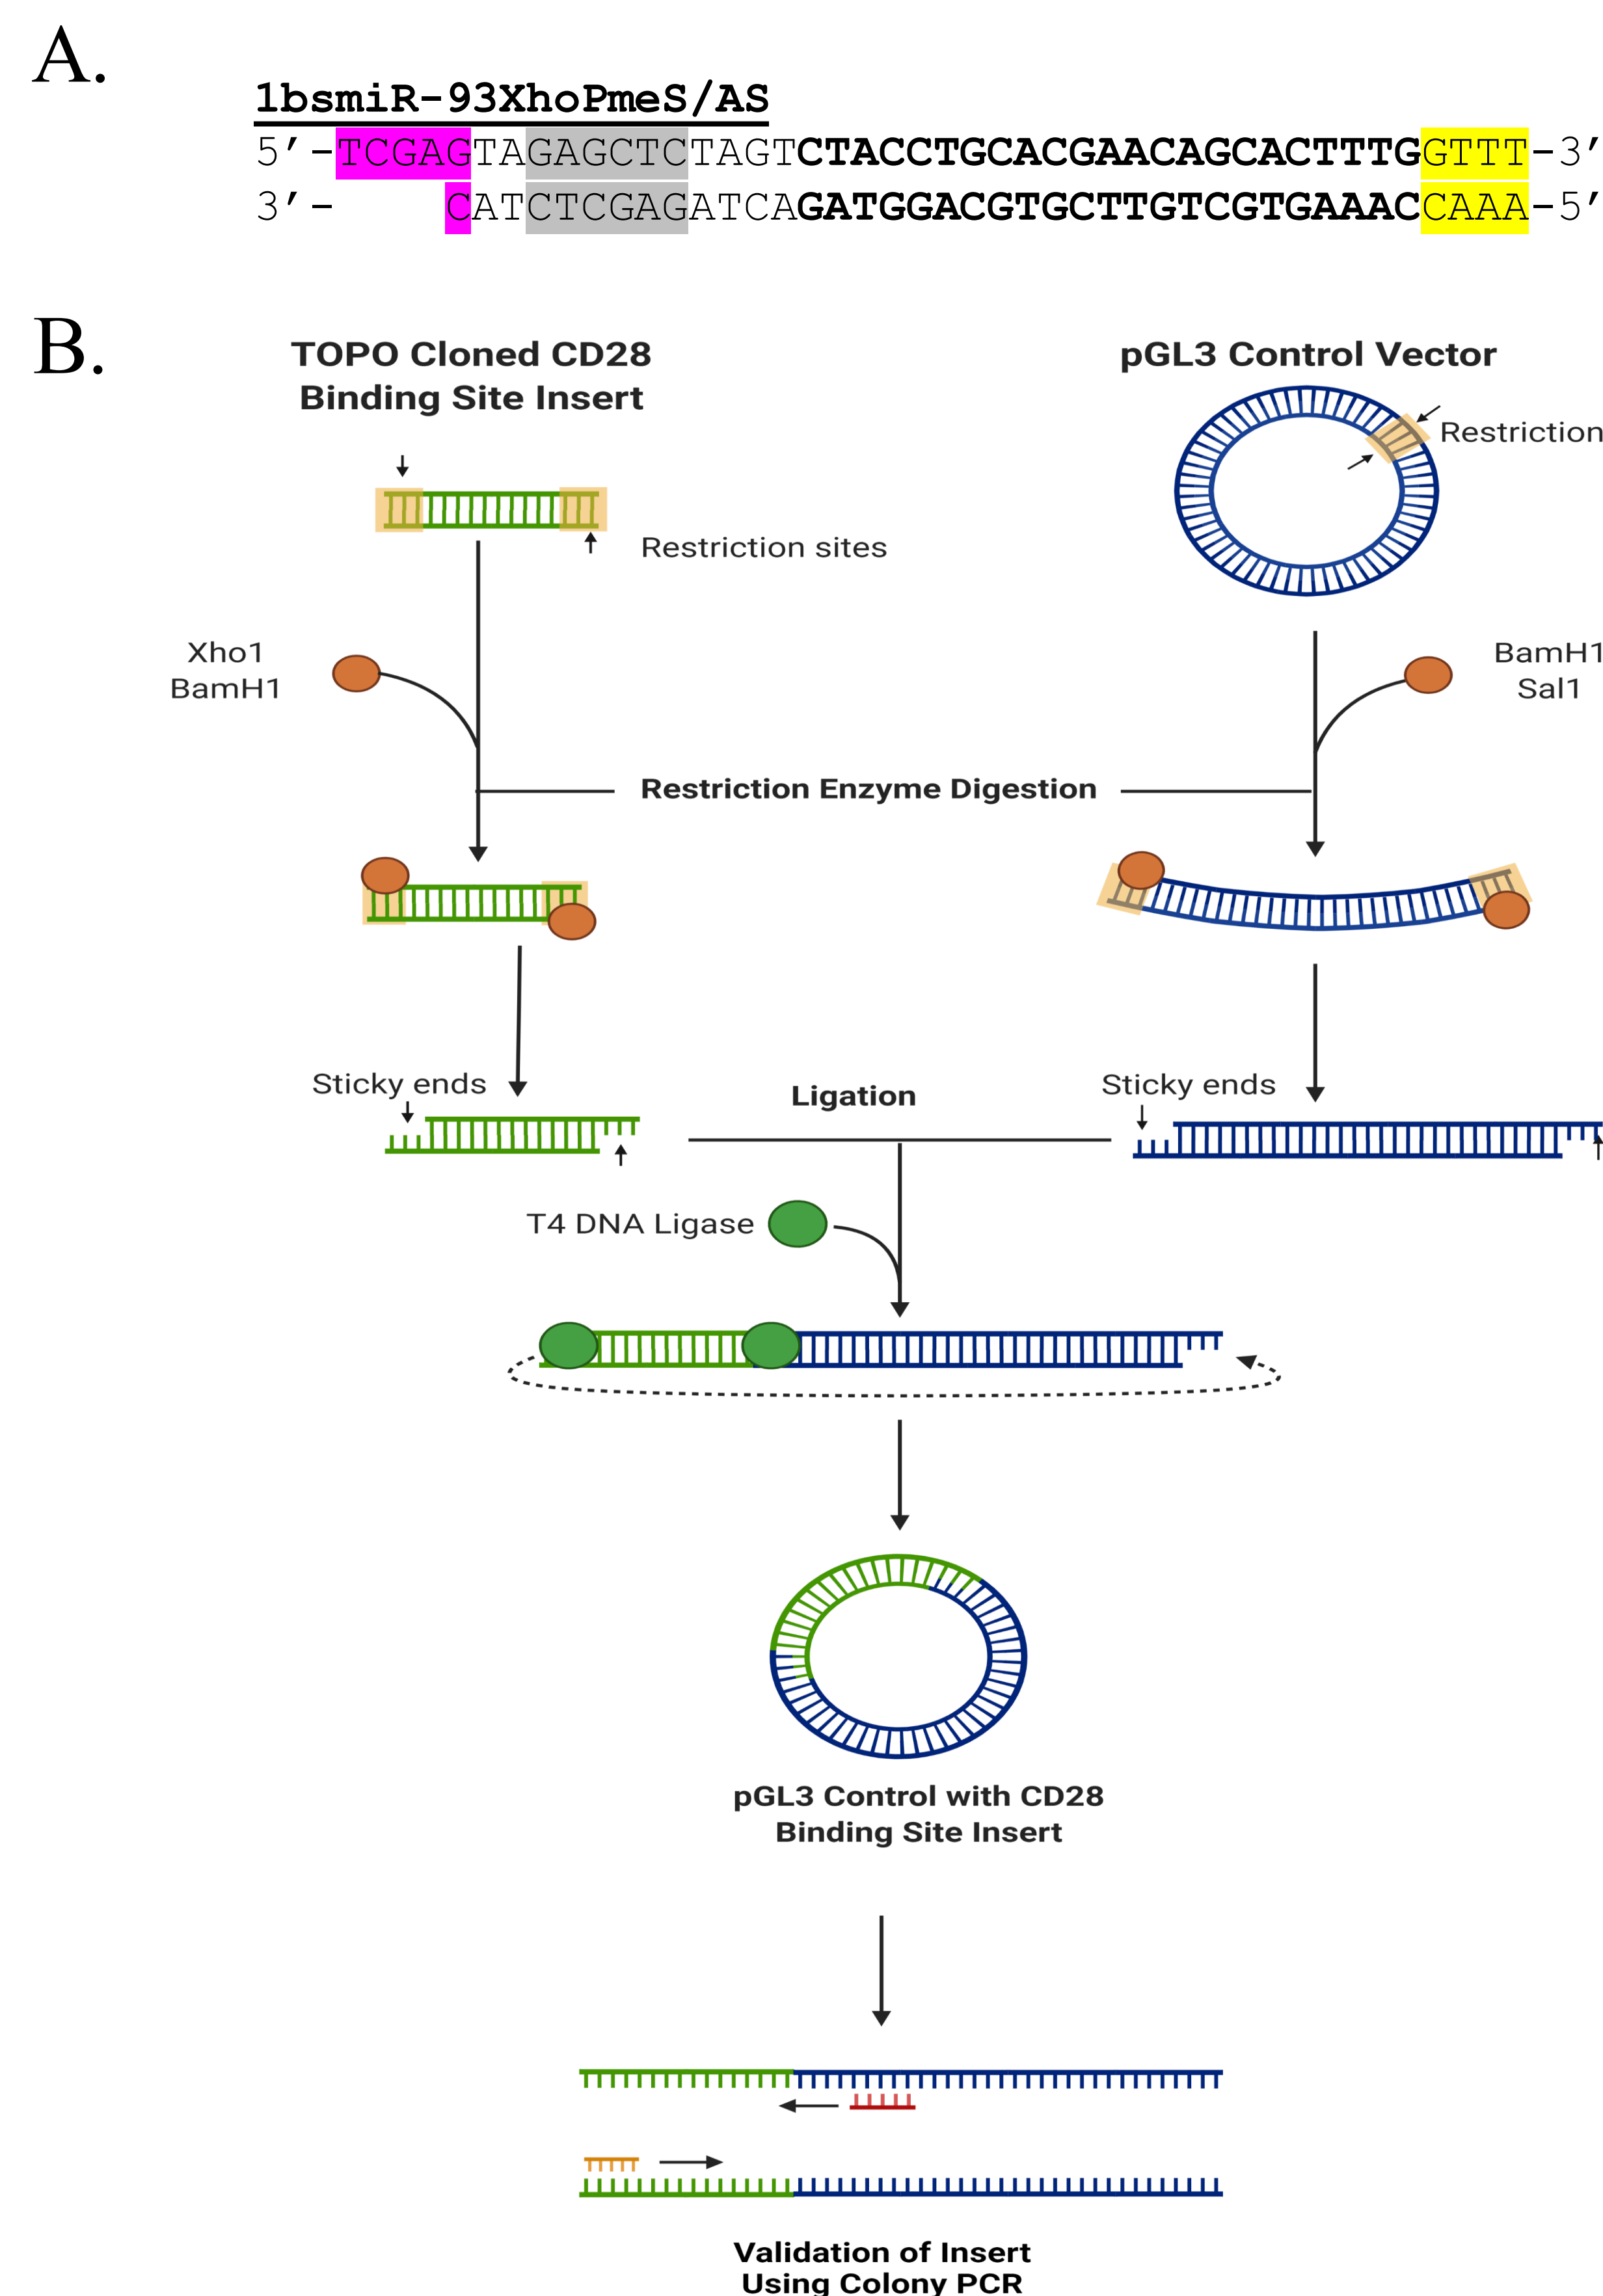 A.
1bsmiR-93XhoPmeS/AS
5’-TCGAGTAGAGCTCTAGTCTACCTGCACGAACAGCACTTTGGTTT-3’
3’- CATCTCGAGATCAGATGGACGTGCTTGTCGTGAAACCAAA-5’
B.
TOPO Cloned CD28
Binding Site Insert
pGL3 Control Vector
Restriction
Restriction sites
Xho1
BamH1
BamH1
Sal1
Restriction Enzyme Digestion
Sticky ends
Ligation
Sticky ends
T4 DNA Ligase
pGL3 Control with CD28
Binding Site Insert
Validation of Insert
Using Colony PCR